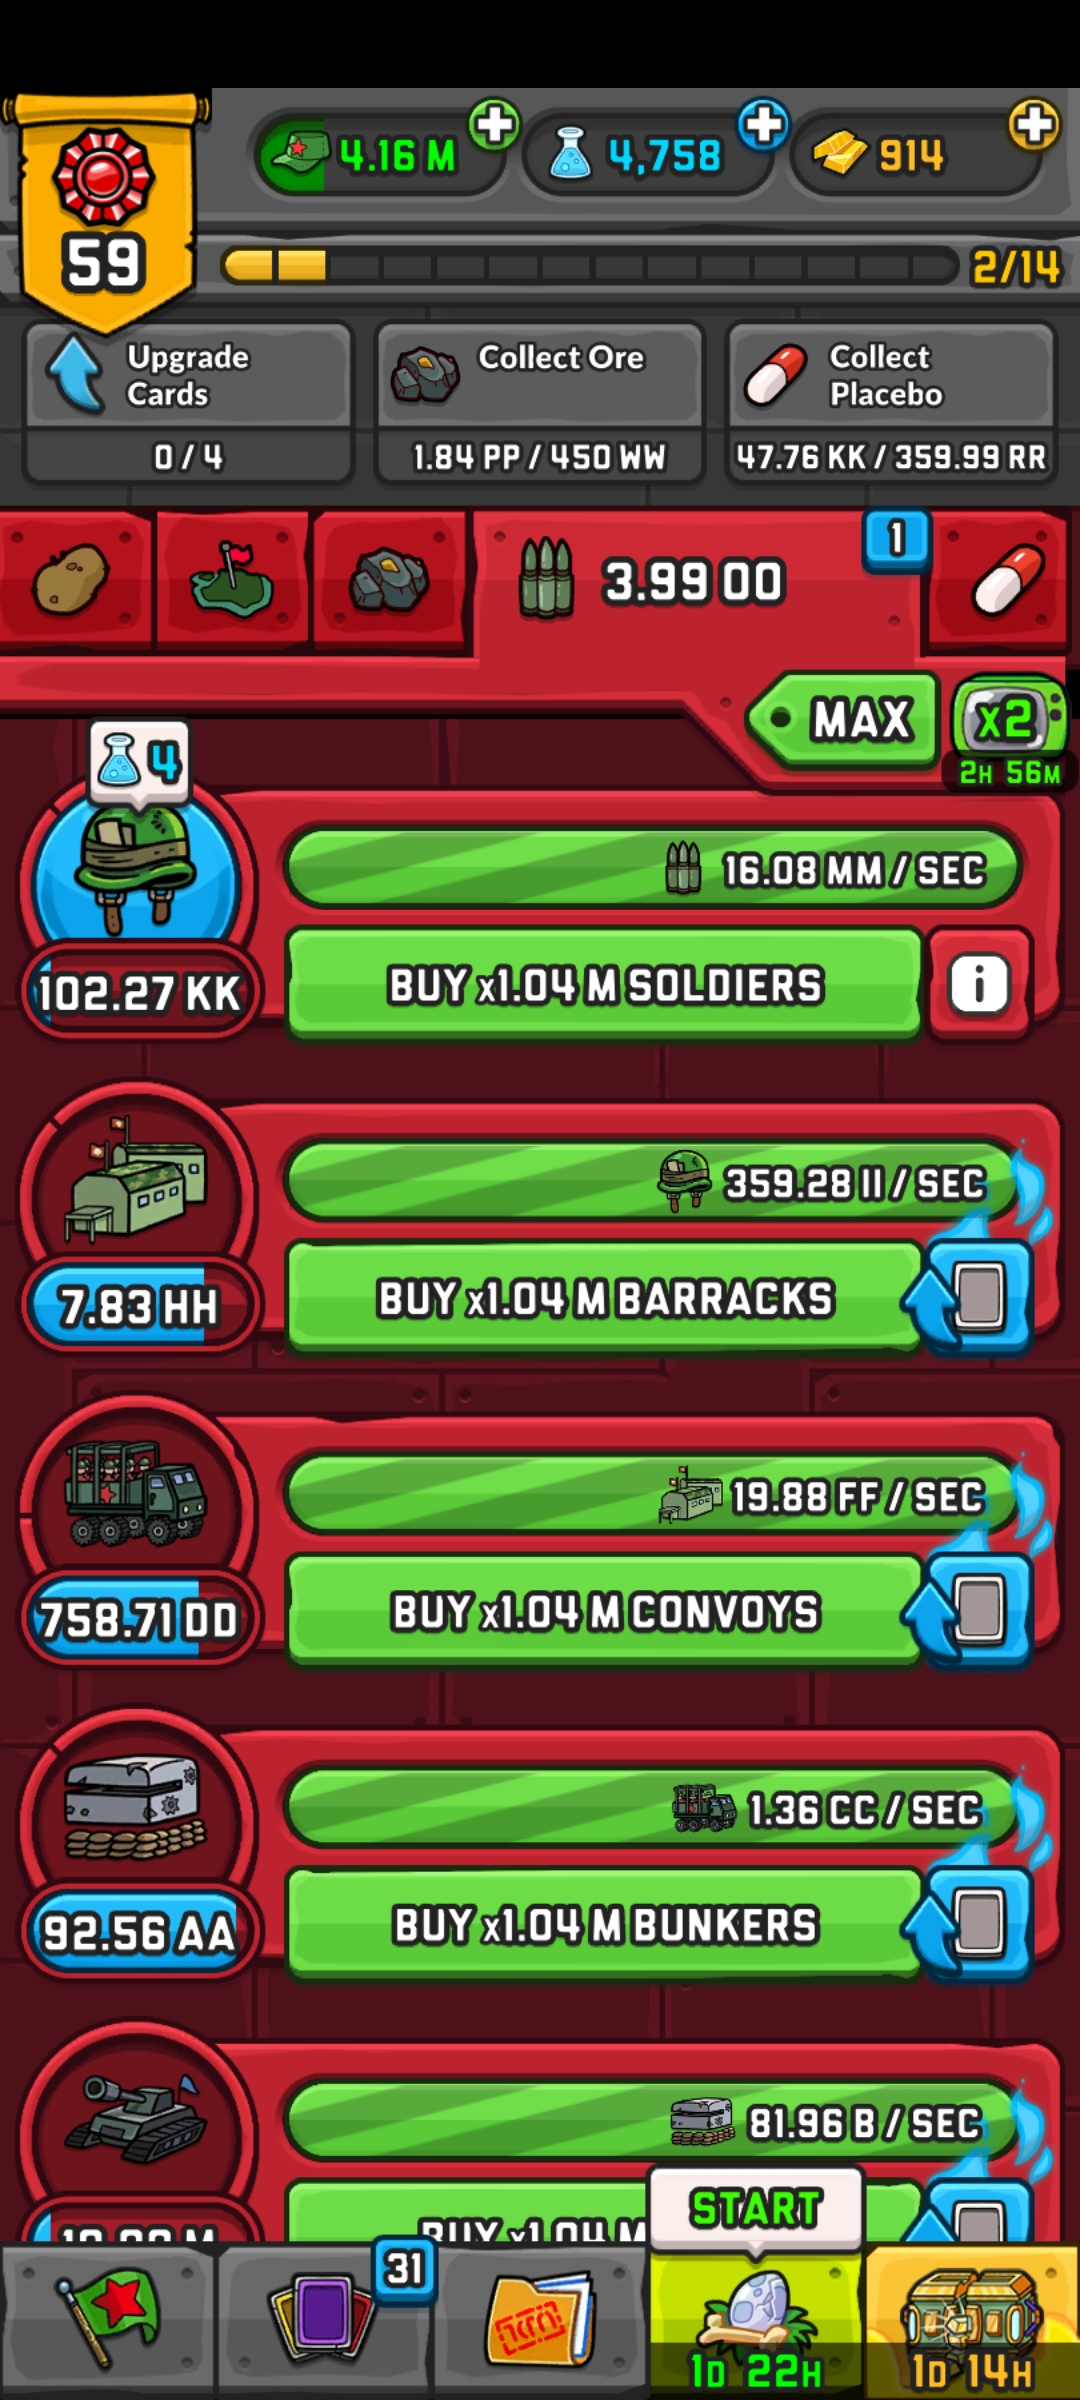 4.16 M
4,758
914
59
2/14
Upgrade
Cards
0 / 4
Collect Ore
1.84 PP / 450 WW
Collect
Placebo
47.76 KK / 359.99 RR
3.99 OO
1
MAX
x2
2H 56M
4
16.08 MM / SEC
102.27 KK
BUY x1.04 M SOLDIERS
i
359.28 II / SEC
7.83 HH
BUY x1.04 M BARRACKS
19.88 FF / SEC
758.71 DD
BUY x1.04 M CONVOYS
1.36 CC / SEC
92.56 AA
BUY x1.04 M BUNKERS
81.96 B / SEC
BUY x1.04 M
START
31
1D 22H
1D 14H